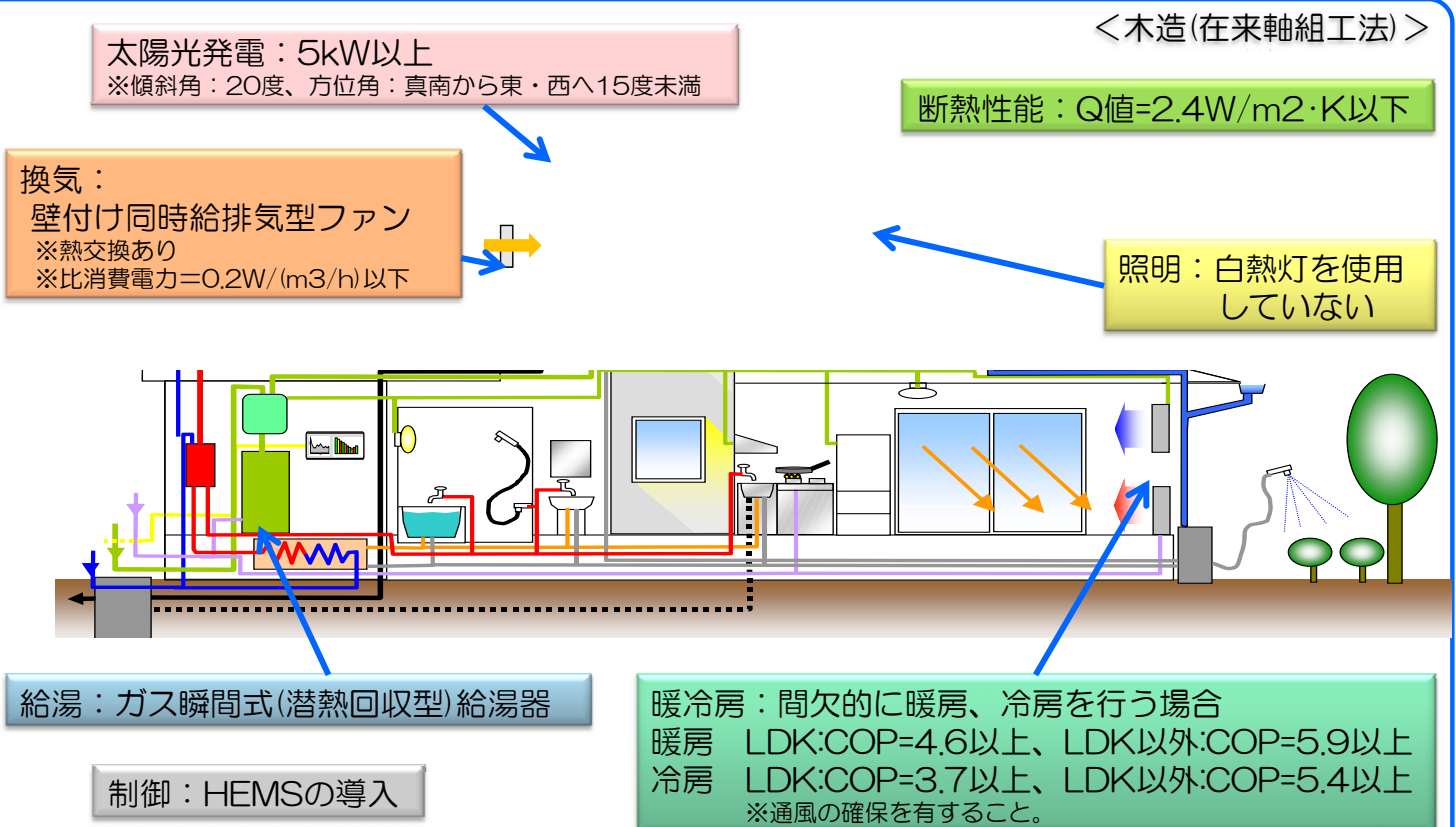 <木造(在来軸組工法)>
太陽光発電：5kW以上
※傾斜角：20度、方位角：真南から東・西へ15度未満
断熱性能：Q値=2.4W/m2・K以下
換気：
壁付け同時給排気型ファン
※熱交換あり
※比消費電力＝0.2W/(m3/h)以下
照明：白熱灯を使用
していない
給湯：ガス瞬間式(潜熱回収型)給湯器
制御：HEMSの導入
暖冷房：間欠的に暖房、冷房を行う場合
暖房　LDK:COP=4.6以上、LDK以外:COP=5.9以上
冷房　LDK:COP=3.7以上、LDK以外:COP=5.4以上
※通風の確保を有すること。